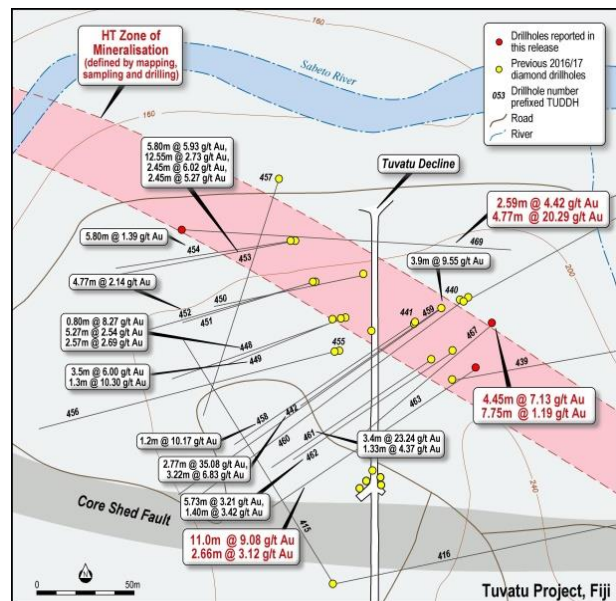 HT Zone of
Mineralisation
(defined by mapping,
sampling and drilling)
160
Sabeto River
Drillholes reported in
this release
Previous 2016/17
diamond drillholes
053 Drillhole number
prefixed TUDDH
Road
River
160
5.80m @ 5.93 g/t Au,
12.55m @ 2.73 g/t Au,
2.45m @ 6.02 g/t Au,
2.45m @ 5.27 g/t Au
457
Tuvatu Decline
2.59m @ 4.42 g/t Au
4.77m @ 20.29 g/t Au
5.80m @ 1.39 g/t Au
454
453
469
3.9m @ 9.55 g/t Au
200
4.77m @ 2.14 g/t Au
450
452
451
440
441
459
467
0.80m @ 8.27 g/t Au
5.27m @ 2.54 g/t Au
2.57m @ 2.69 g/t Au
448
449
455
439
3.5m @ 6.00 g/t Au
1.3m @ 10.30 g/t Au
4.45m @ 7.13 g/t Au
7.75m @ 1.19 g/t Au
456
458
442
463
1.2m @ 10.17 g/t Au
460
461
462
3.4m @ 23.24 g/t Au
1.33m @ 4.37 g/t Au
2.77m @ 35.08 g/t Au,
3.22m @ 6.83 g/t Au
5.73m @ 3.21 g/t Au,
1.40m @ 3.42 g/t Au
240
Core Shed Fault
415
11.0m @ 9.08 g/t Au
2.66m @ 3.12 g/t Au
416
N
0
50m
Tuvatu Project, Fiji